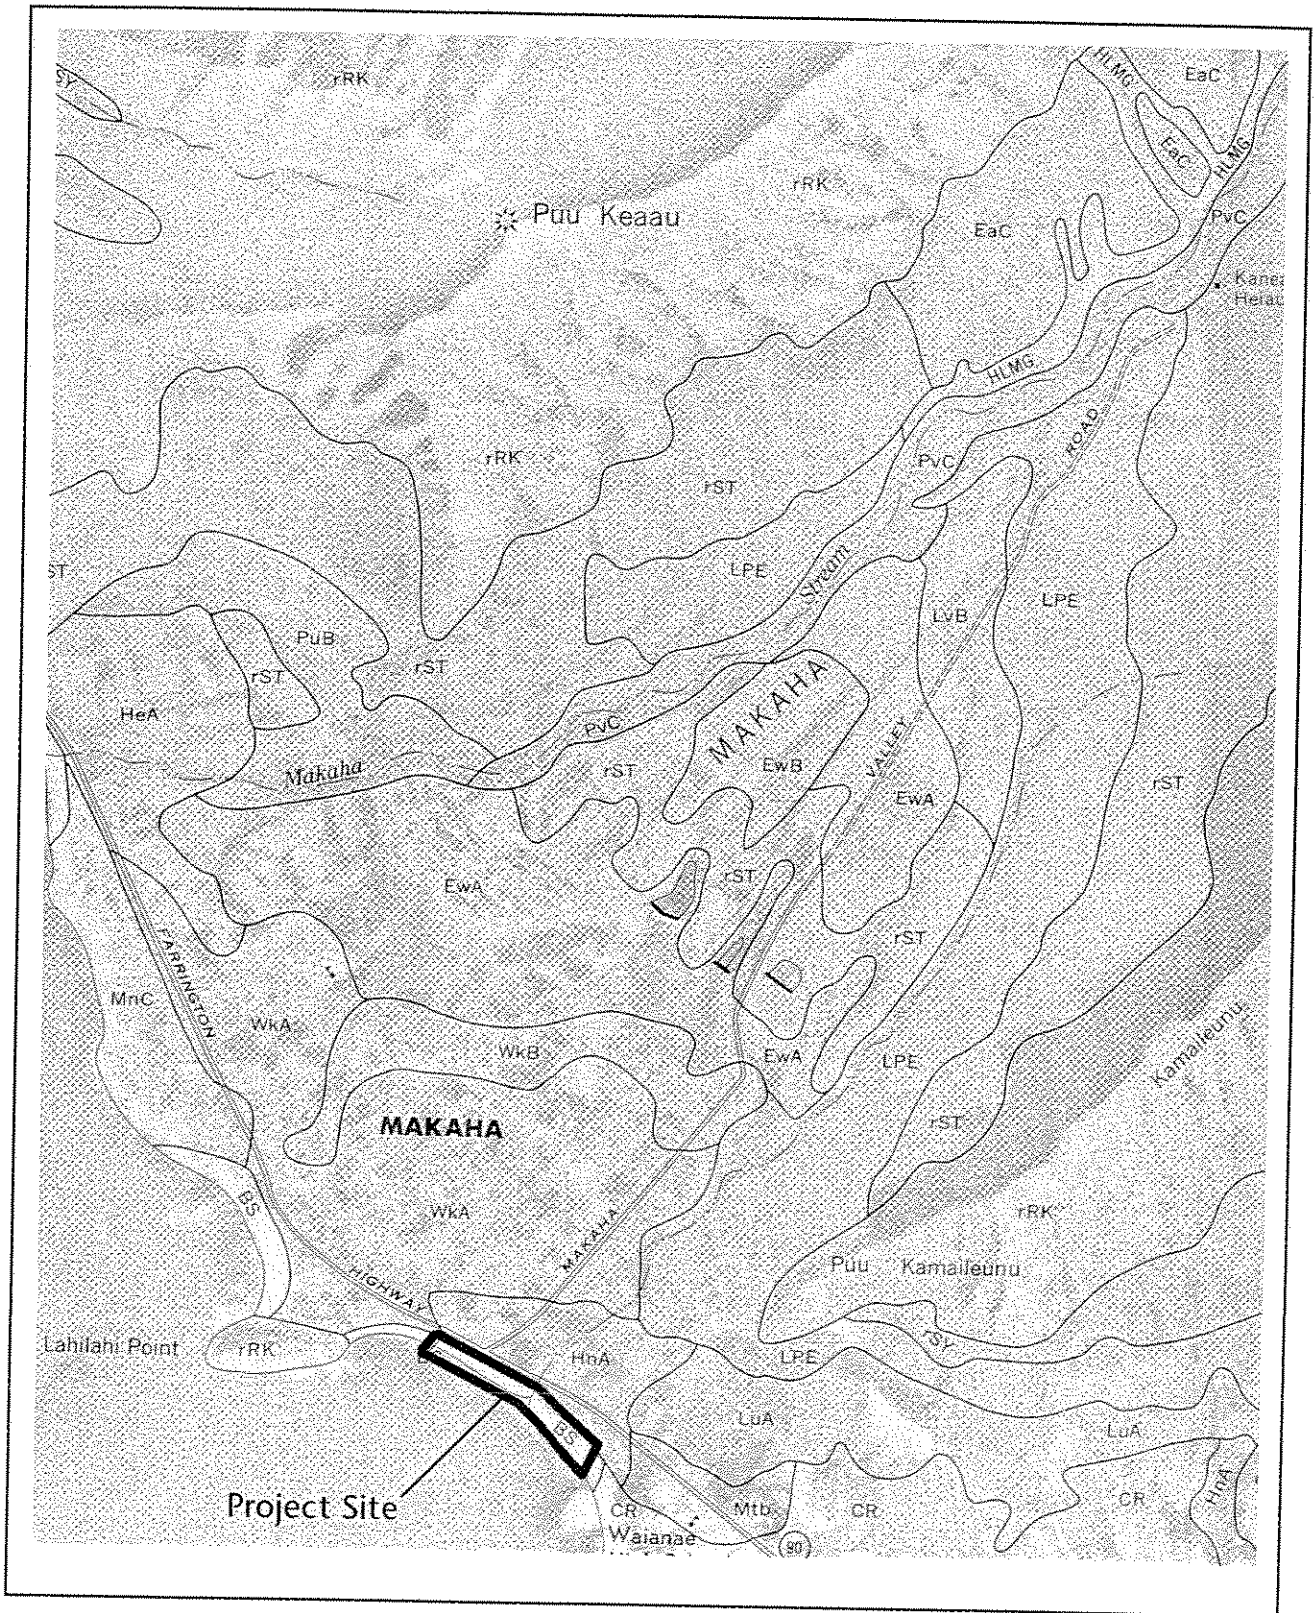 SY
rRK
HLMG
EaC
EaC
HLMG
rRK
Puu Keaau
EaC
PvC
HLMG
ROAD
rRK
PvC
rST
ST
LPE
Stream
LvB
LPE
PuB
rST
rST
HeA
PvC
MAKAHA
Makaha
rST
EwB
VALLEY
EwA
rST
EwA
rST
FARRINGTON
rST
MnC
WkA
WkB
EwA
LPE
Kamaileunu
MAKAHA
rST
BS
WkA
MAKAHA
rRK
HIGHWAY
Puu Kamaileunu
Lahilahi Point
rRK
HnA
LPE
rSY
BS
LuA
LuA
Project Site
CR
Mtb
CR
CR
HnA
Waianae
90